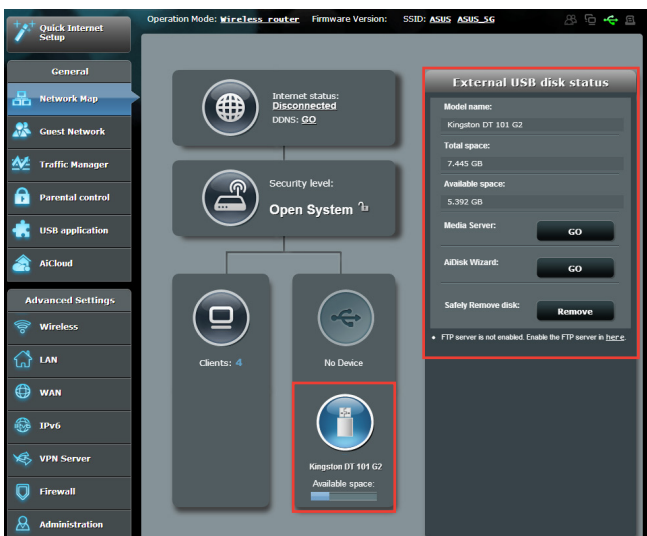 Operation Mode: Wireless router Firmware Version: SSID: ASUS ASUS_5G
Quick Internet
Setup
General
Network Map
Guest Network
Traffic Manager
Parental control
USB application
AiCloud
Advanced Settings
Wireless
LAN
WAN
IPv6
VPN Server
Firewall
Administration
Internet status:
Disconnected
DDNS: GO
Security level:
Open System
Clients: 4
No Device
Kingston DT 101 G2
Available space:
External USB disk status
Model name:
Kingston DT 101 G2
Total space:
7.445 GB
Available space:
5.392 GB
Media Server: GO
AiDisk Wizard: GO
Safely Remove disk: Remove
• FTP server is not enabled. Enable the FTP server in here.